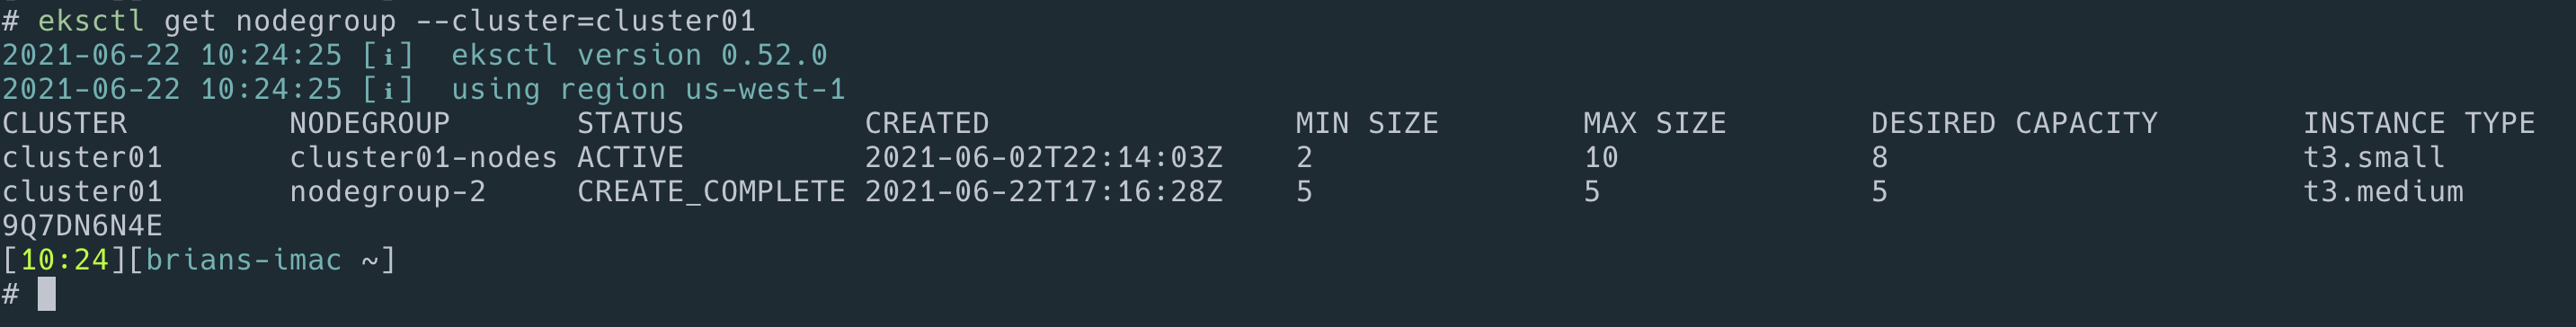 # eksctl get nodegroup --cluster=cluster01
2021-06-22 10:24:25 [ℹ]  eksctl version 0.52.0
2021-06-22 10:24:25 [ℹ]  using region us-west-1
CLUSTER         NODEGROUP       STATUS          CREATED                 MIN SIZE        MAX SIZE        DESIRED CAPACITY        INSTANCE TYPE
cluster01       cluster01-nodes ACTIVE          2021-06-02T22:14:03Z    2               10              8                       t3.small
cluster01       nodegroup-2     CREATE_COMPLETE 2021-06-22T17:16:28Z    5               5               5                       t3.medium
9Q7DN6N4E
[10:24][brians-imac ~]
#